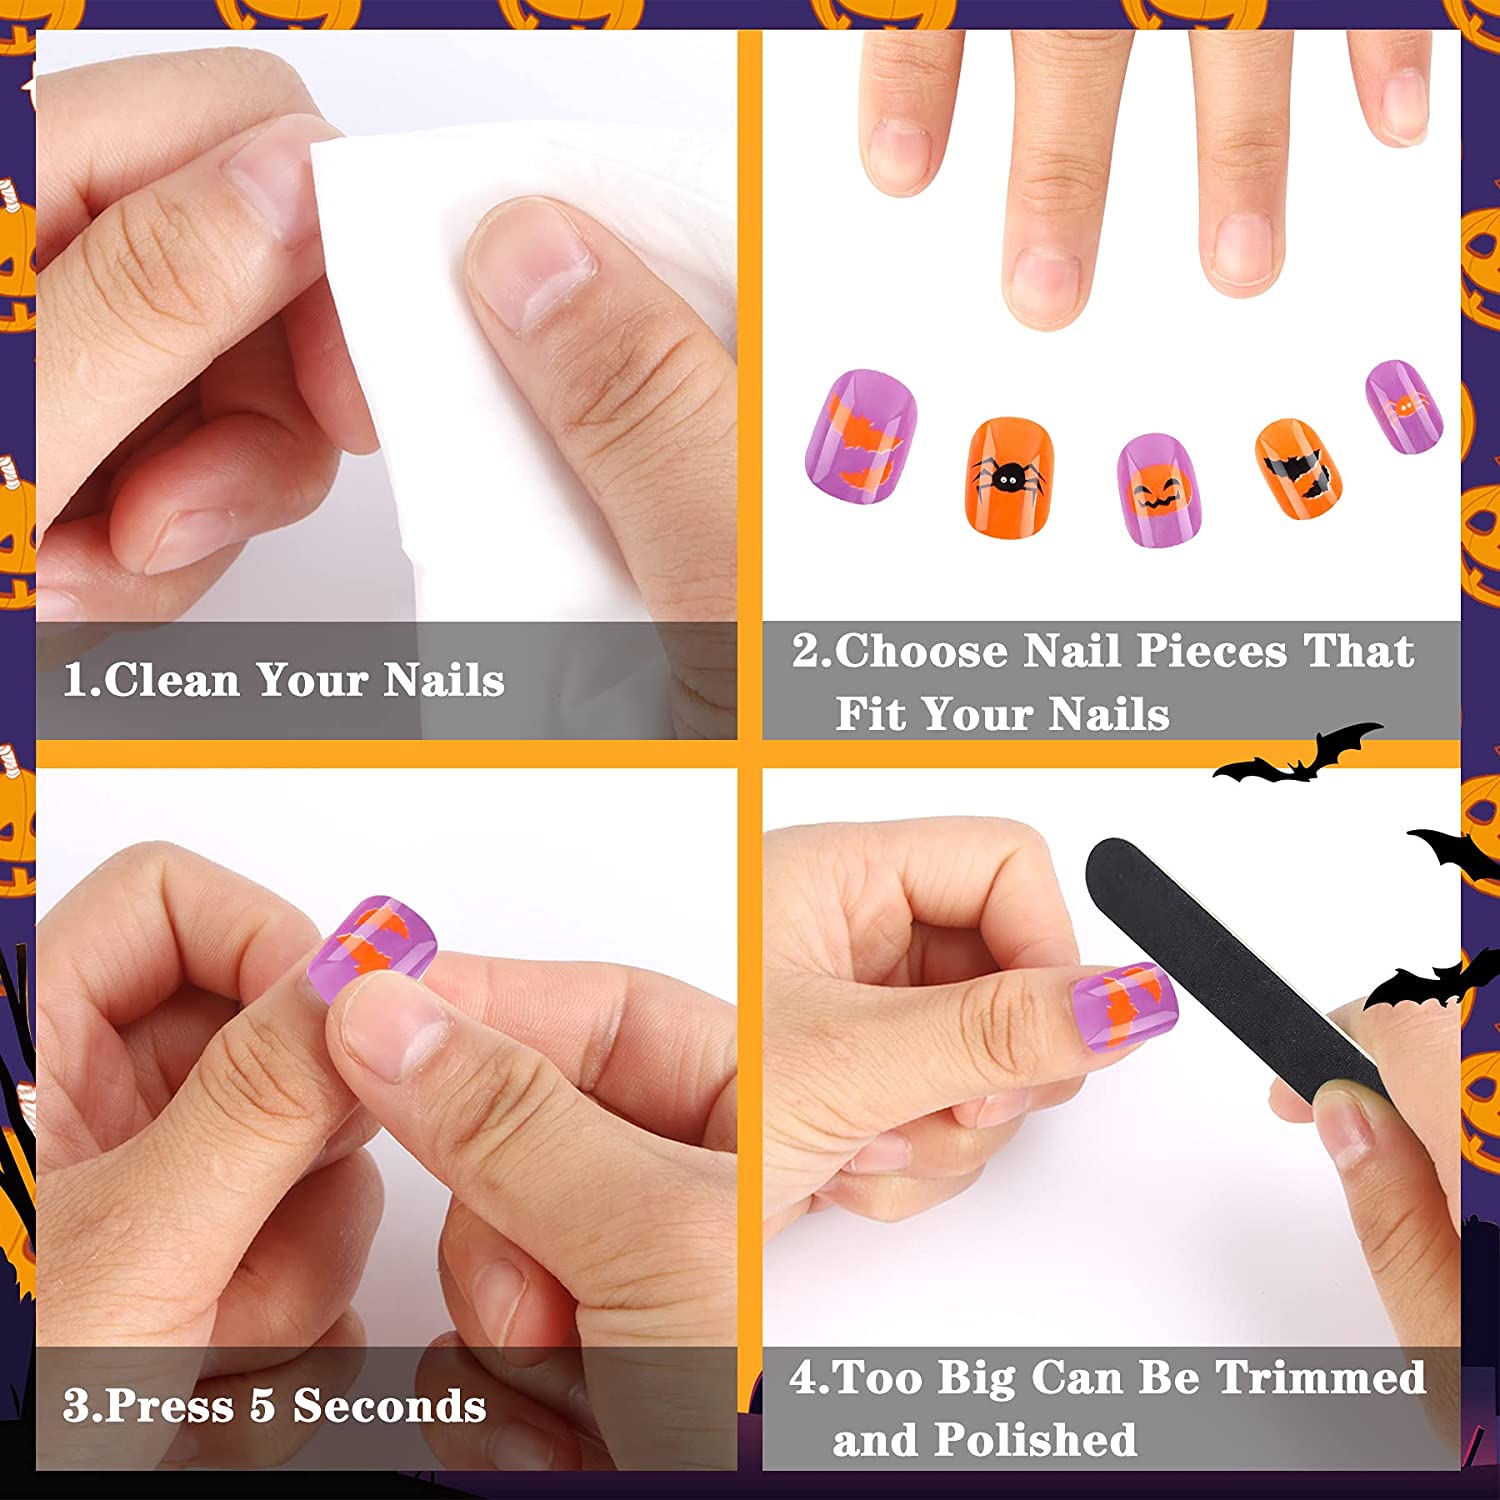 1.Clean Your Nails
2.Choose Nail Pieces That
Fit Your Nails
3.Press 5 Seconds
4.Too Big Can Be Trimmed
and Polished